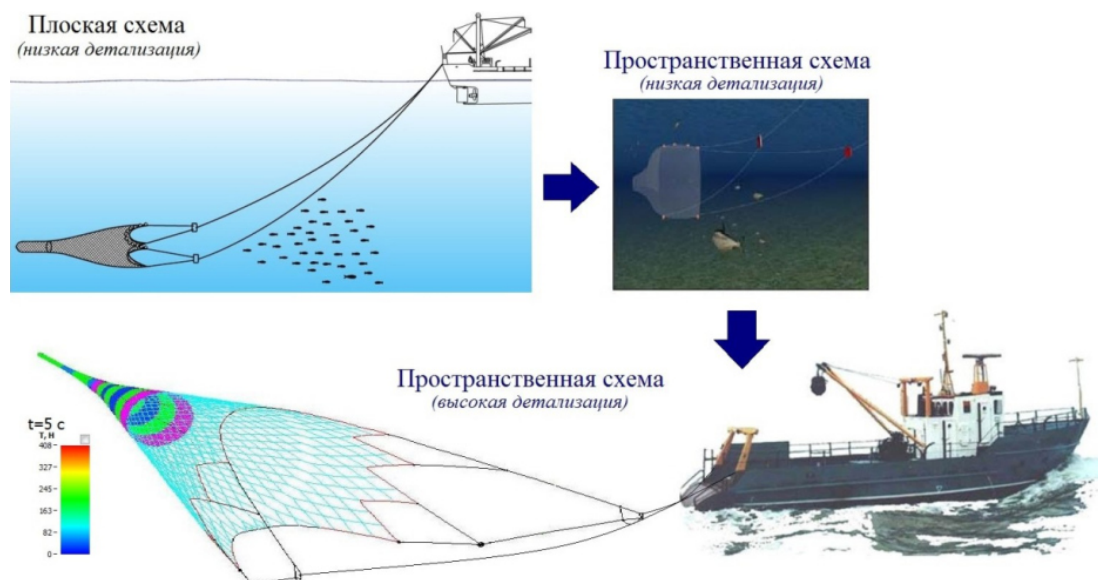 Плоская схема
(низкая детализация)
Пространственная схема
(низкая детализация)
Пространственная схема
(высокая детализация)
t=5 с
T, Н
408
327
245
163
82
0